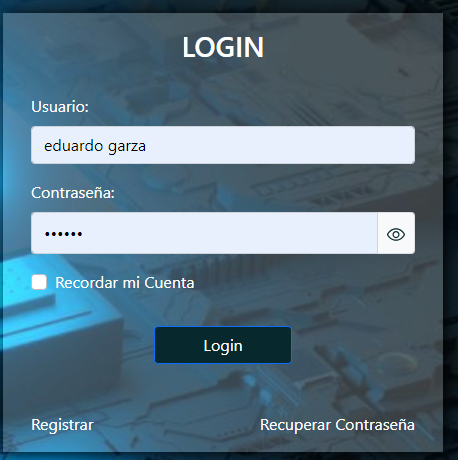 LOGIN
Usuario:
eduardo garza
Contraseña:
••••••
Recordar mi Cuenta
Login
Registrar Recuperar Contraseña